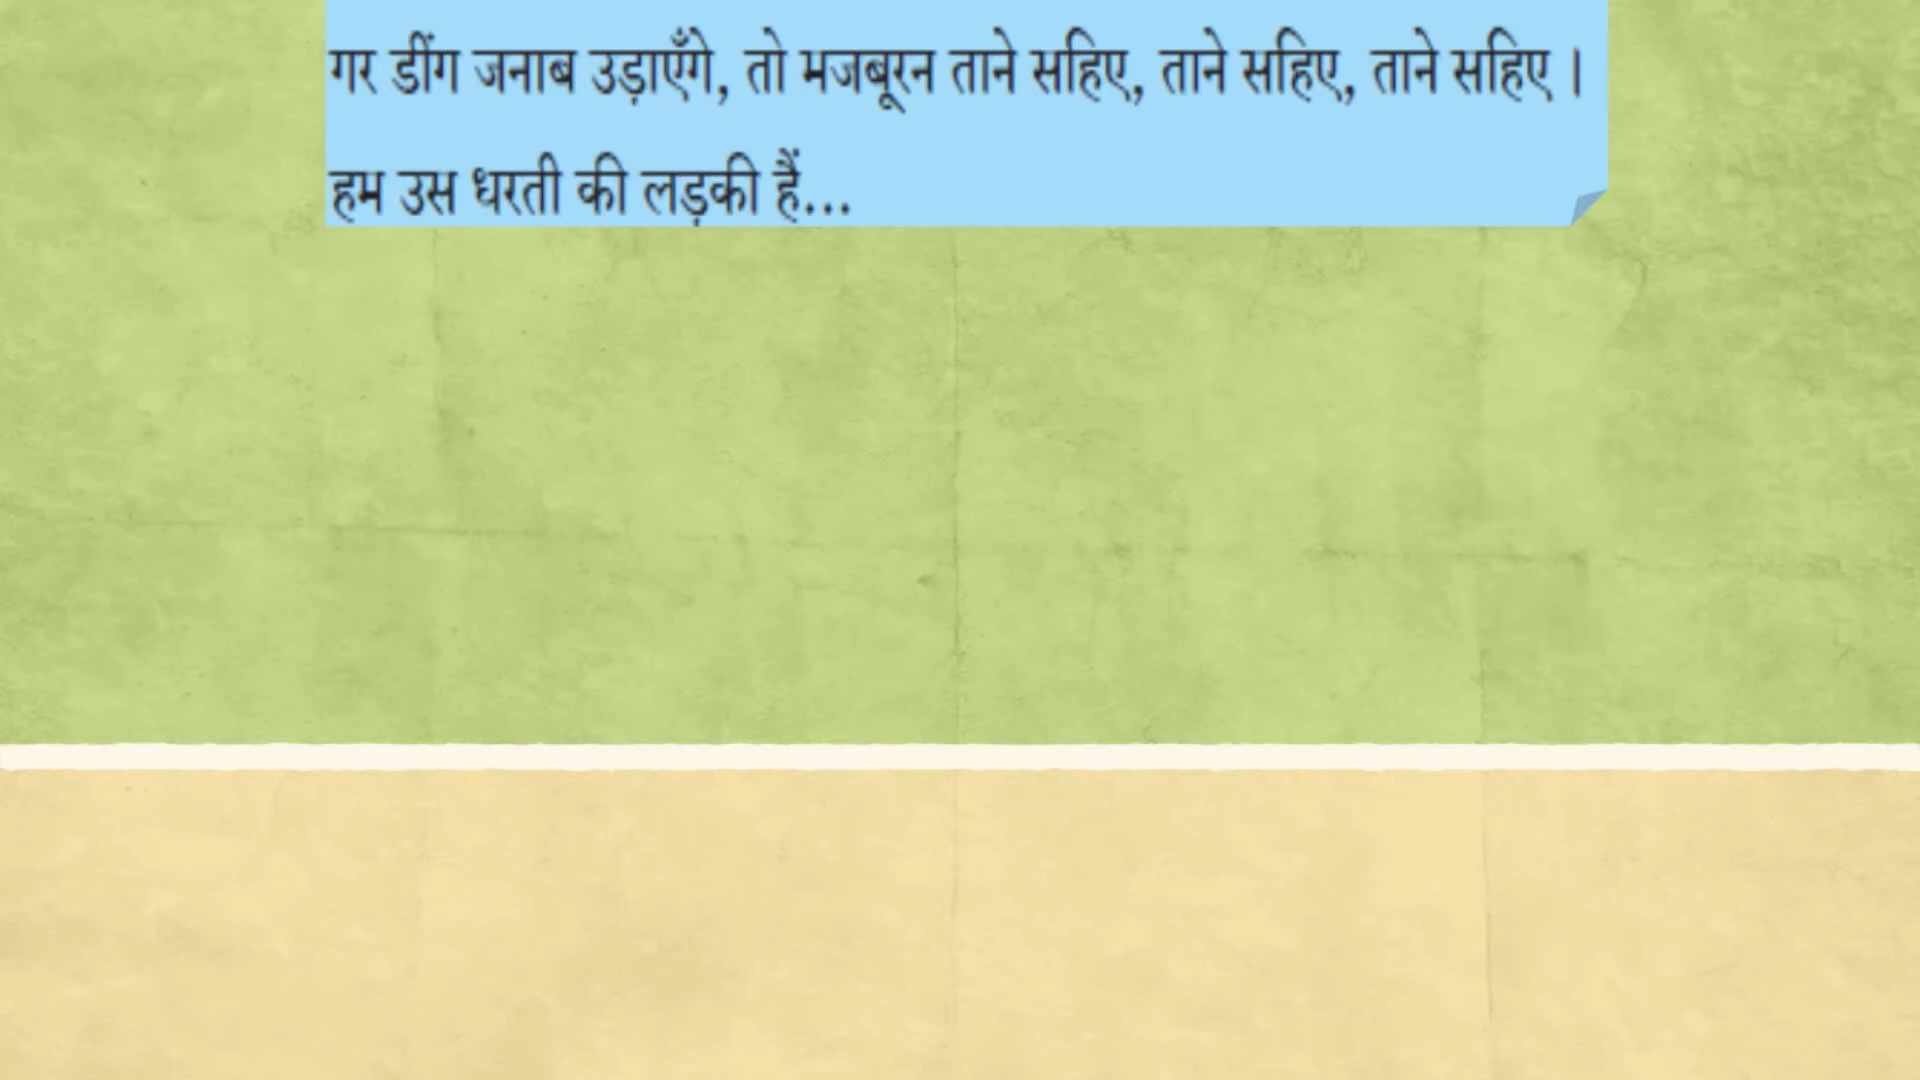 गर डींग जनाब उड़ाएँगे, तो मजबूरन ताने सहिए, ताने सहिए, ताने सहिए ।
हम उस धरती की लड़की हैं...